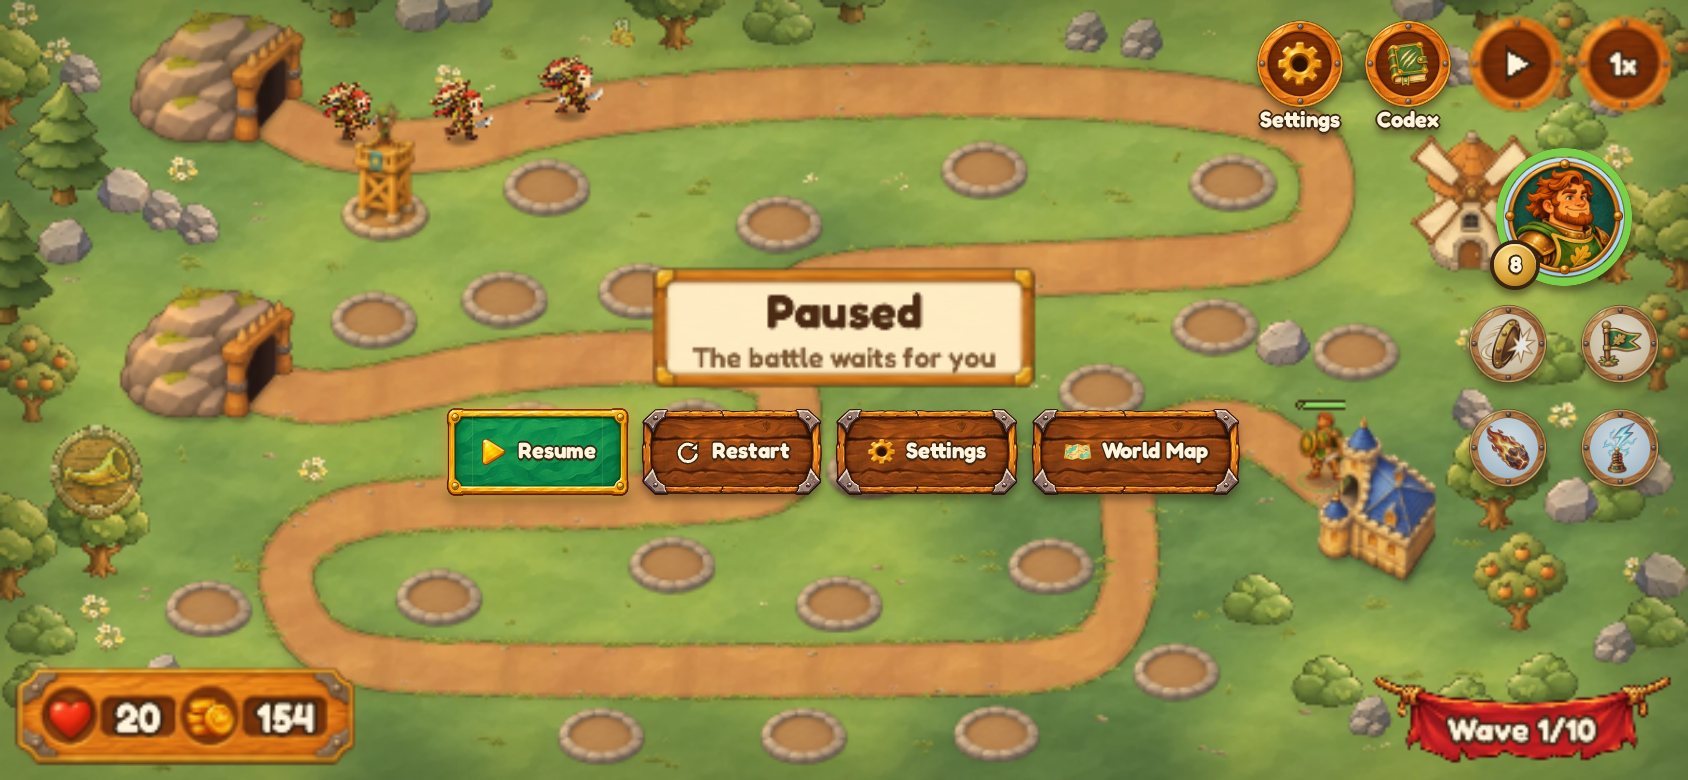 1x
Settings
Codex
8
Paused
The battle waits for you
Resume
Restart
Settings
World Map
20
154
Wave 1/10